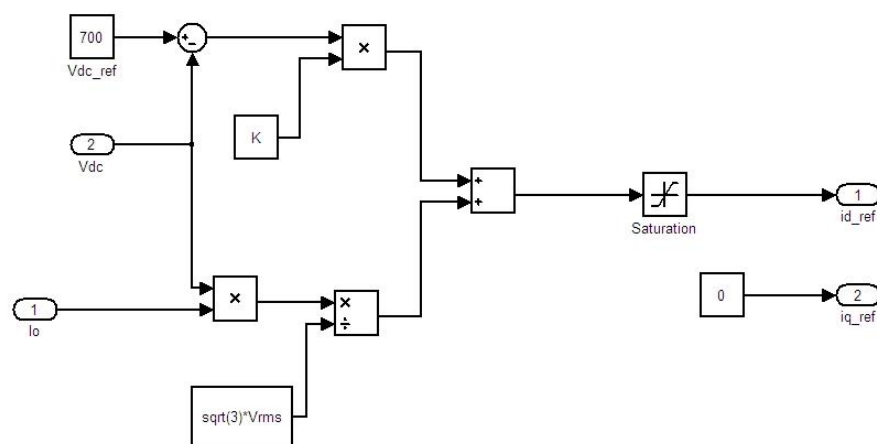 700
+
-
Vdc_ref
×
K
2
Vdc
+
+
Saturation
1
id_ref
1
Io
×
×
÷
0
2
iq_ref
sqrt(3)*Vrms